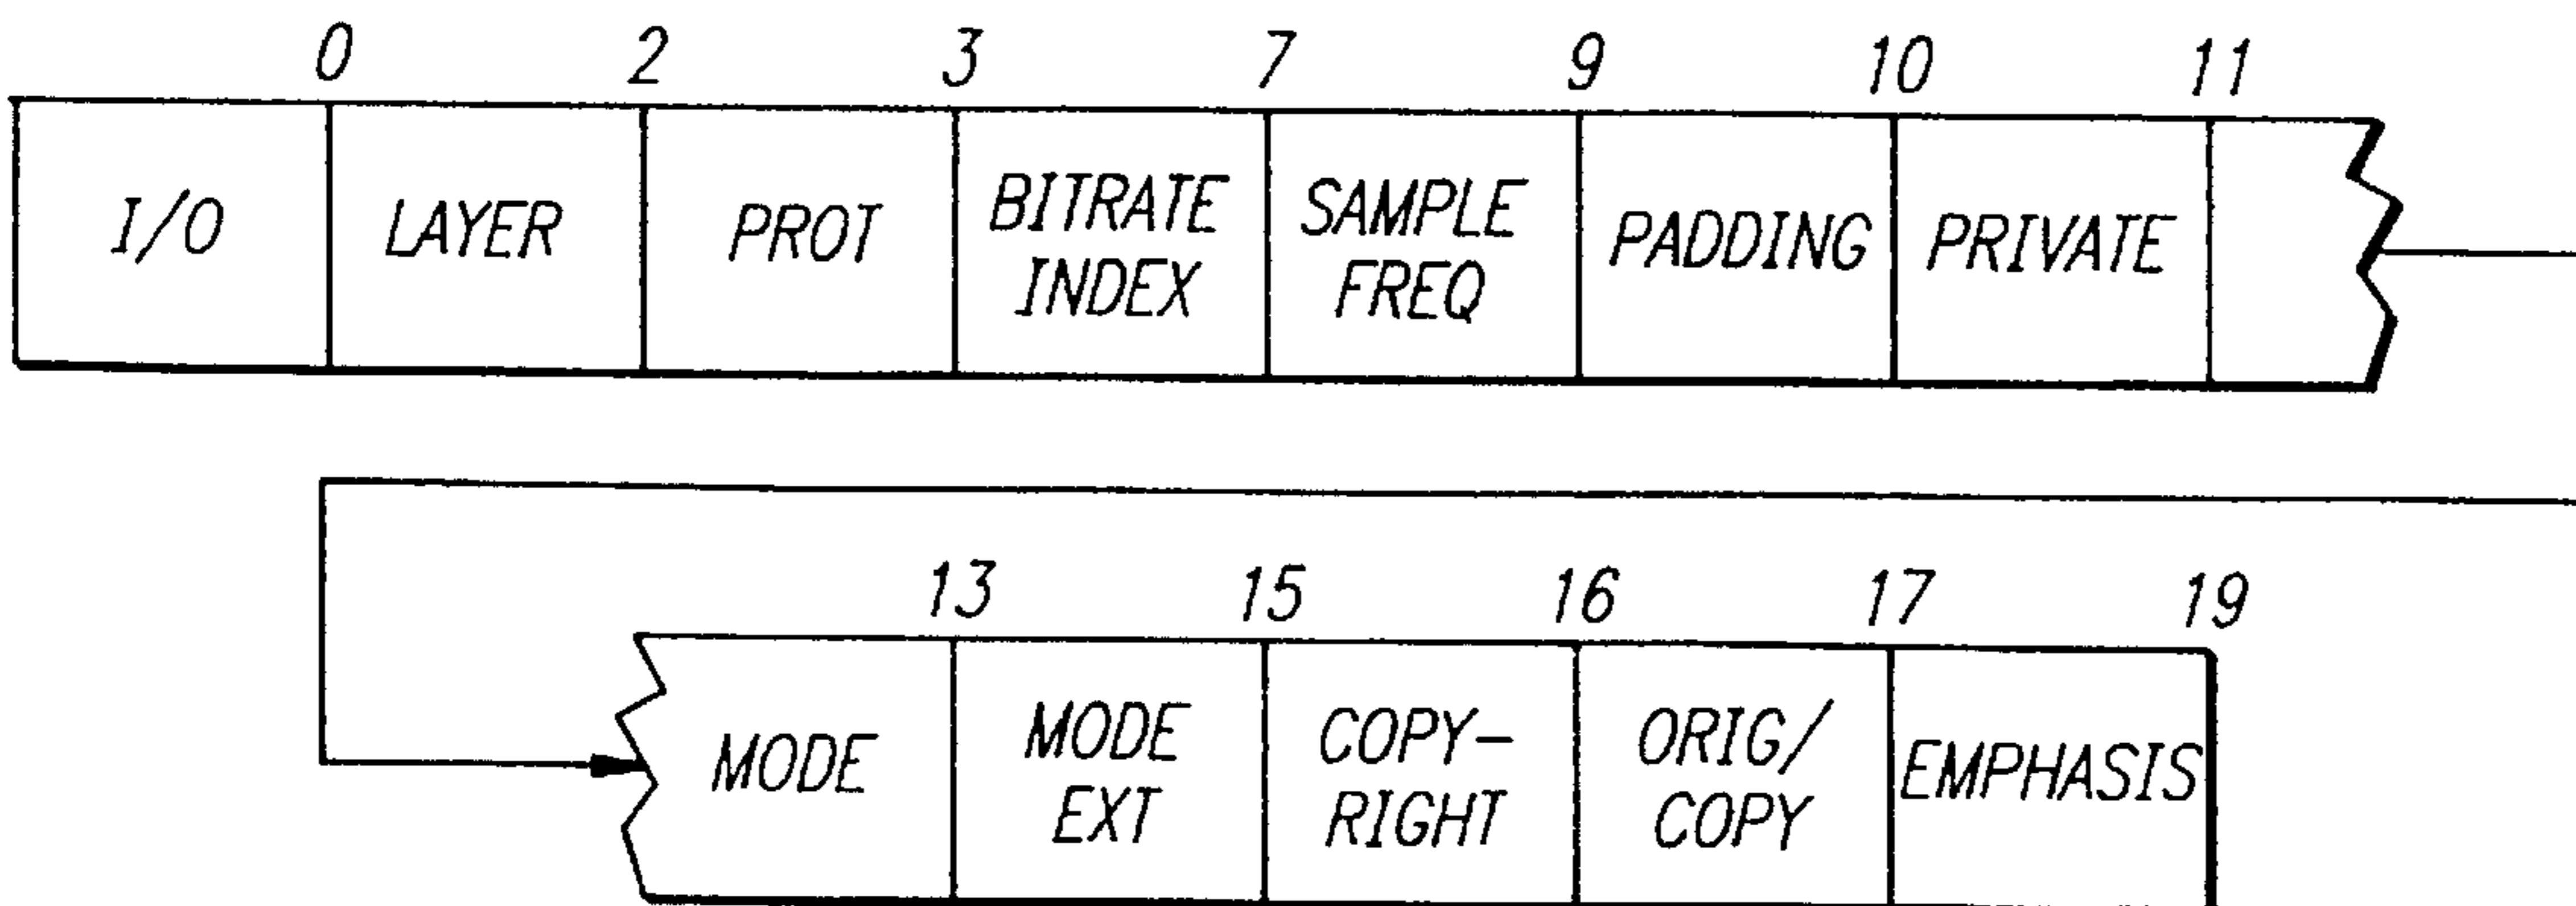 0 2 3 7 9 10 11
I/O LAYER PROT BITRATE INDEX SAMPLE FREQ PADDING PRIVATE
13 15 16 17 19
MODE MODE EXT COPY- RIGHT ORIG/ COPY EMPHASIS